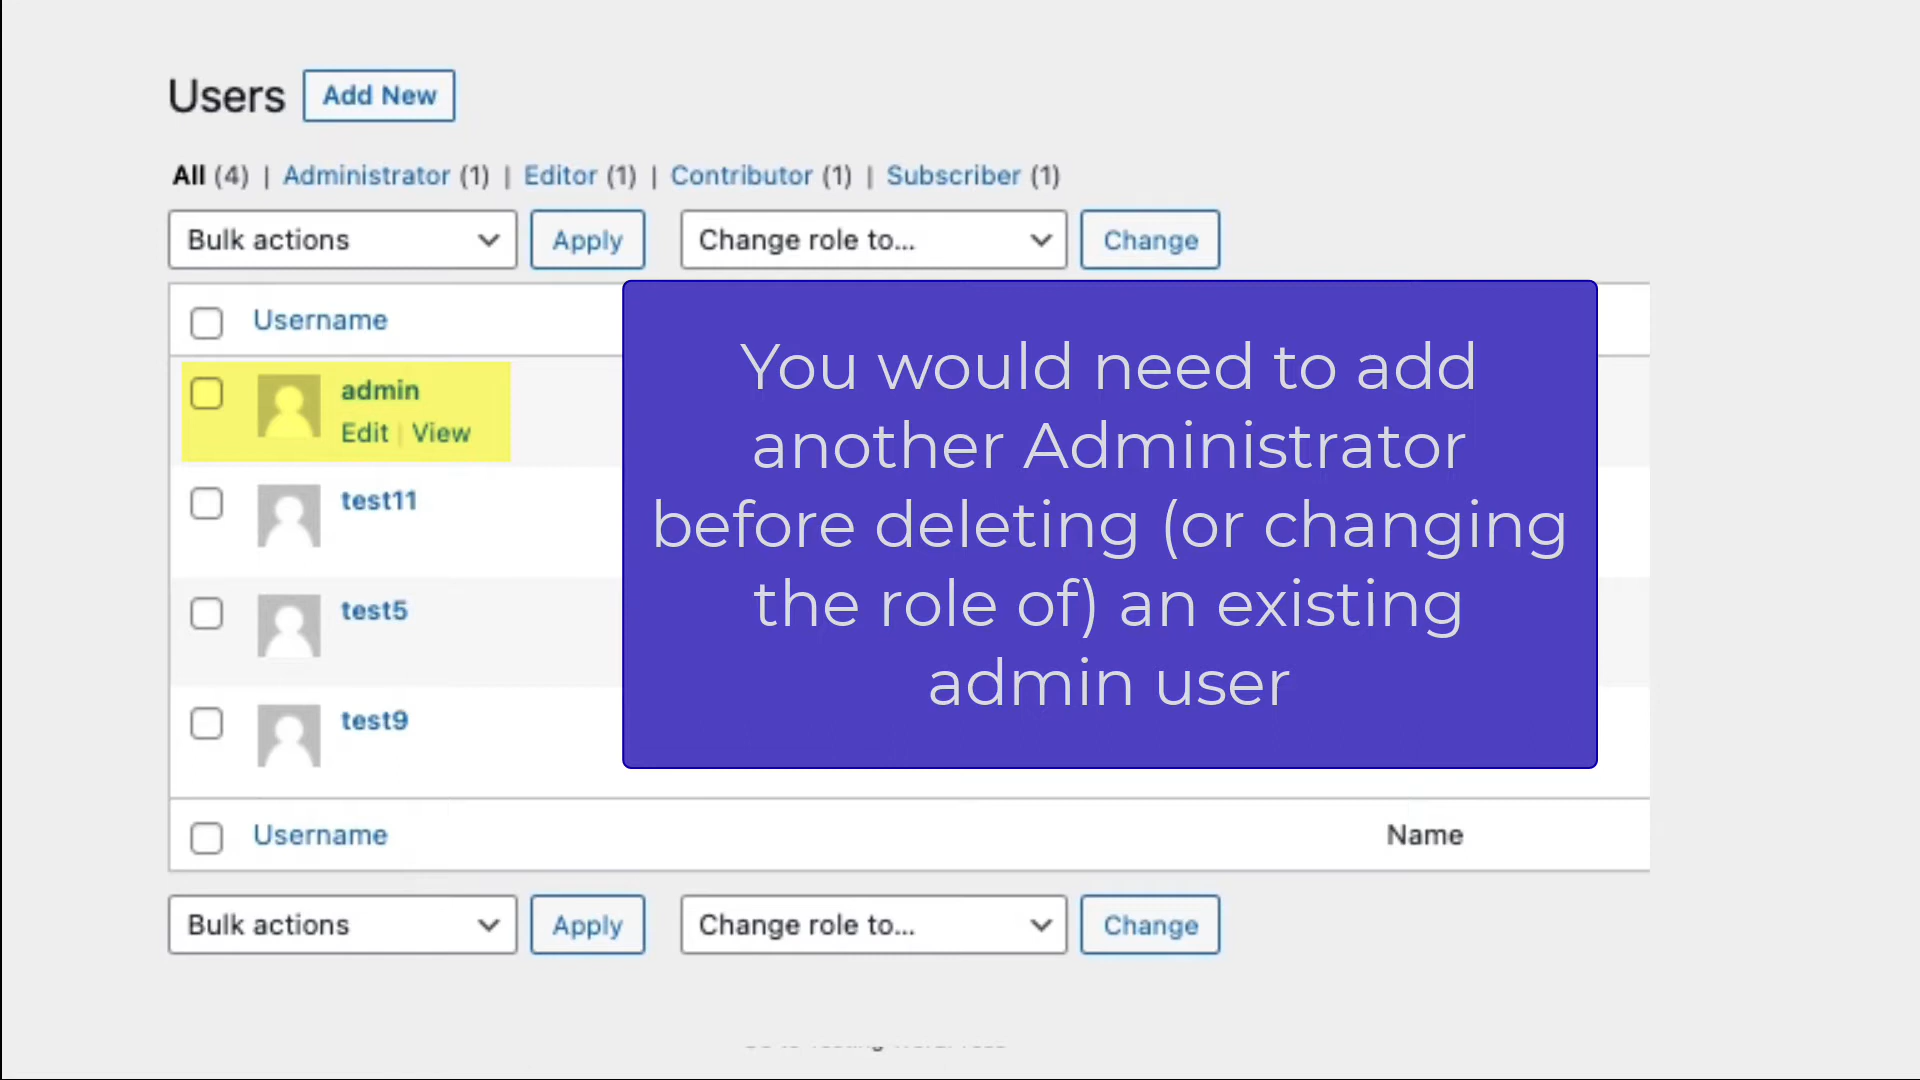 Users Add New
All (4) | Administrator (1) | Editor (1) | Contributor (1) | Subscriber (1)
Bulk actions Apply Change role to... Change
Username
You would need to add
another Administrator
before deleting (or changing
the role of) an existing
admin user
admin
Edit | View
test11
test5
test9
Username Name
Bulk actions Apply Change role to... Change